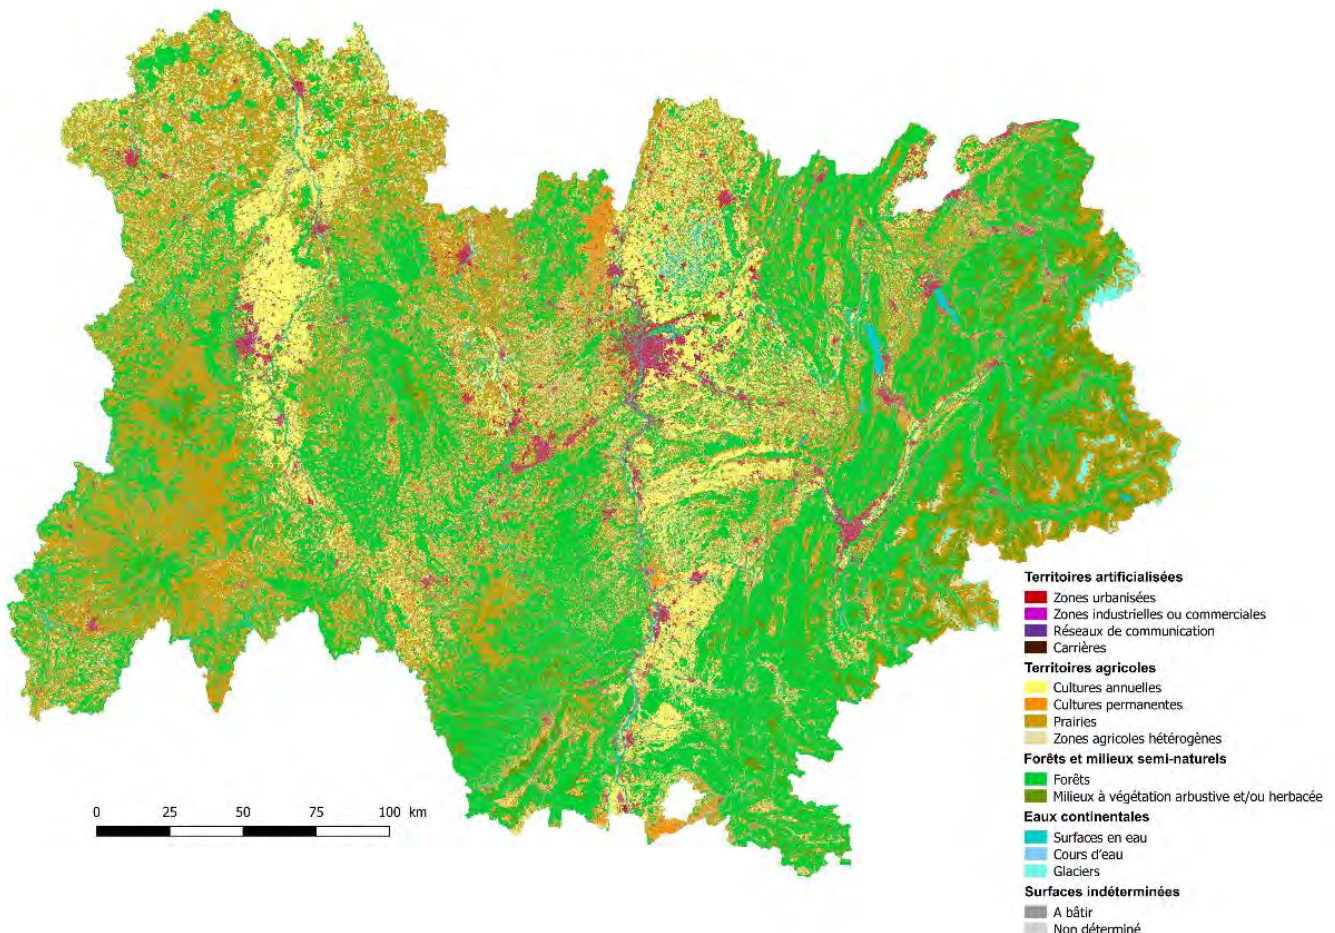 Territoires artificialisées
Zones urbanisées
Zones industrielles ou commerciales
Réseaux de communication
Carrières
Territoires agricoles
Cultures annuelles
Cultures permanentes
Prairies
Zones agricoles hétérogènes
Forêts et milieux semi-naturels
Forêts
Milieux à végétation arbustive et/ou herbacée
Eaux continentales
Surfaces en eau
Cours d'eau
Glaciers
Surfaces indéterminées
A bâtir
Non déterminé
0 25 50 75 100 km